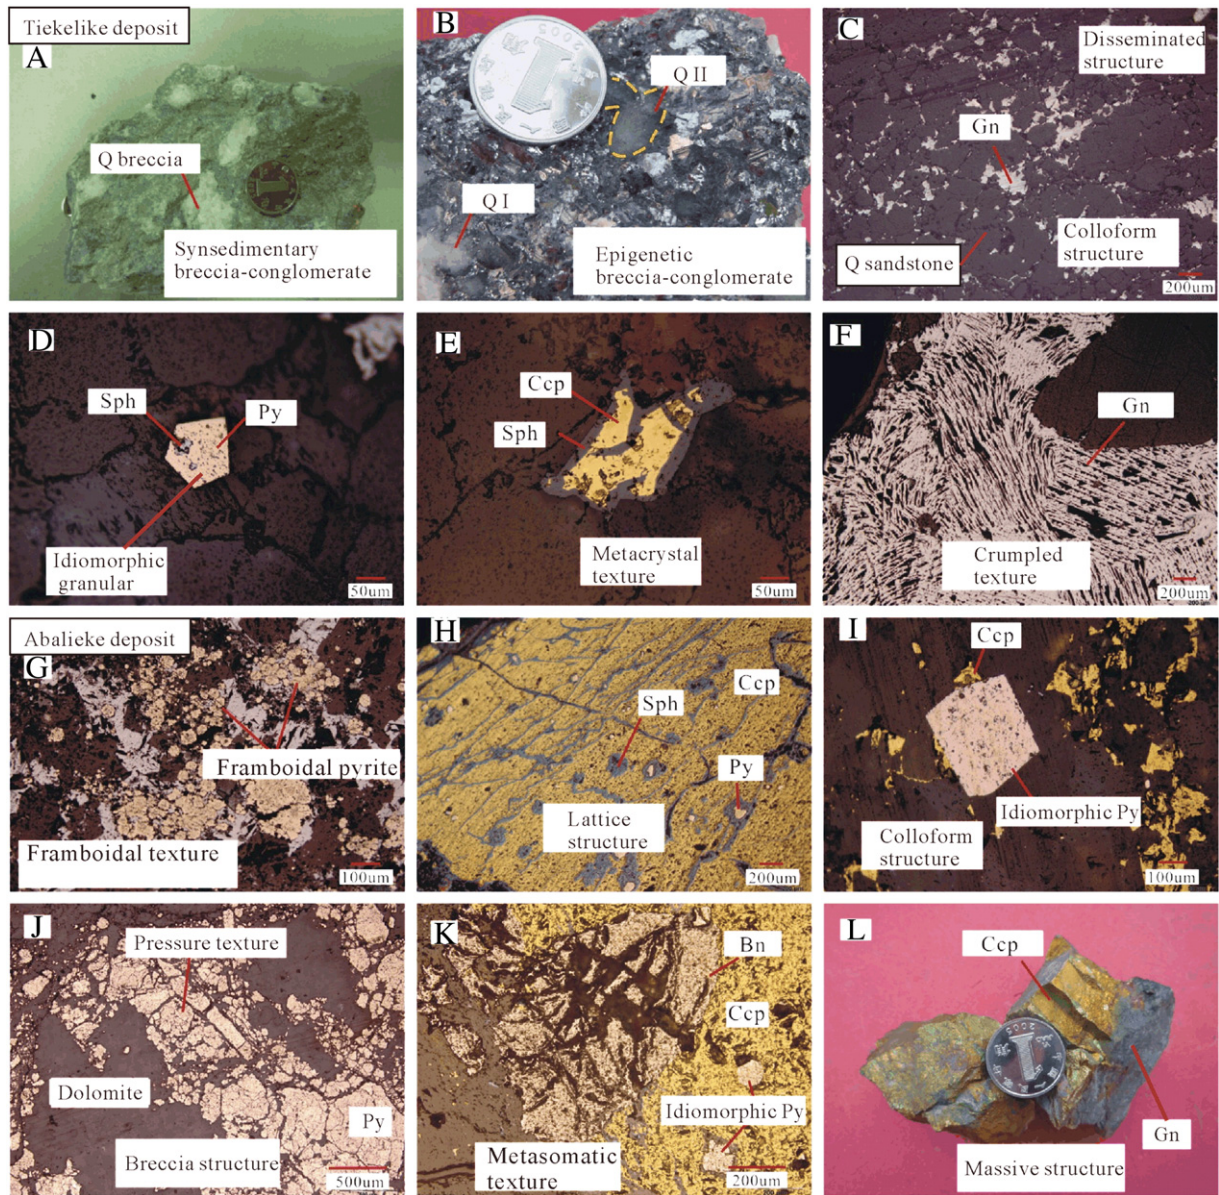 Tiekelike deposit
A
Q breccia
Synsedimentary
breccia-conglomerate
B
2005
Q II
Q I
Epigenetic
breccia-conglomerate
C
Disseminated
structure
Gn
Colloform
structure
Q sandstone
200um
D
Sph
Py
Idiomorphic
granular
50um
E
Ccp
Sph
Metacrystal
texture
50um
F
Gn
Crumpled
texture
200um
Abalieke deposit
G
Framboidal pyrite
Framboidal texture
100um
H
Ccp
Sph
Py
Lattice
structure
200um
I
Ccp
Idiomorphic Py
Colloform
structure
100um
J
Pressure texture
Dolomite
Py
Breccia structure
500um
K
Bn
Ccp
Idiomorphic Py
Metasomatic
texture
200um
L
Ccp
2005
Gn
Massive structure